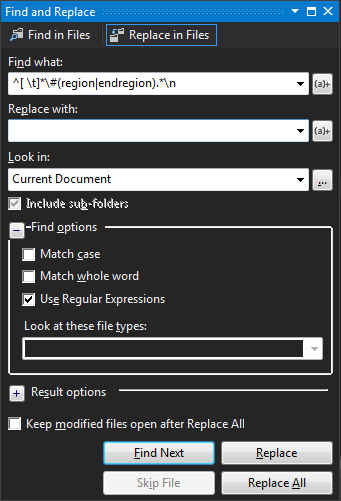 Find and Replace
Find in Files Replace in Files
Find what:
^[ \t]*\#(region|endregion).*\n
(a)+
Replace with:
(a)+
Look in:
Current Document
...
Include sub-folders
Find options
Match case
Match whole word
Use Regular Expressions
Look at these file types:
Result options
Keep modified files open after Replace All
Find Next Replace
Skip File Replace All